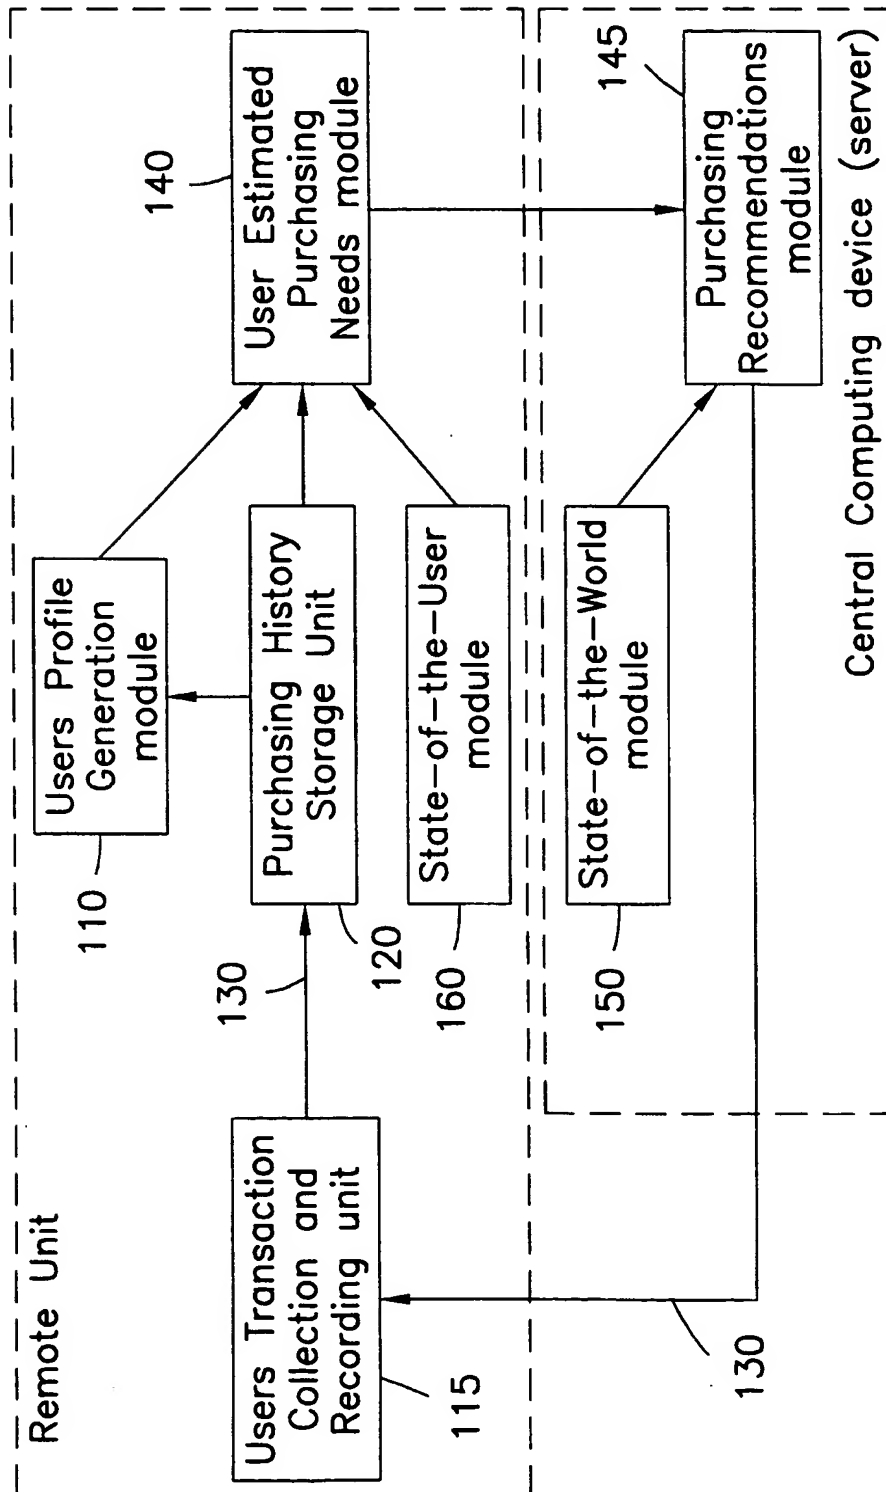 Remote Unit
Users Profile
Generation
module
110
140
User Estimated
Purchasing
Needs module
Users Transaction
Collection and
Recording unit
115
130
Purchasing History
Storage Unit
120
State-of-the-User
module
160
State-of-the-World
module
150
145
Purchasing
Recommendations
module
130
Central Computing device (server)